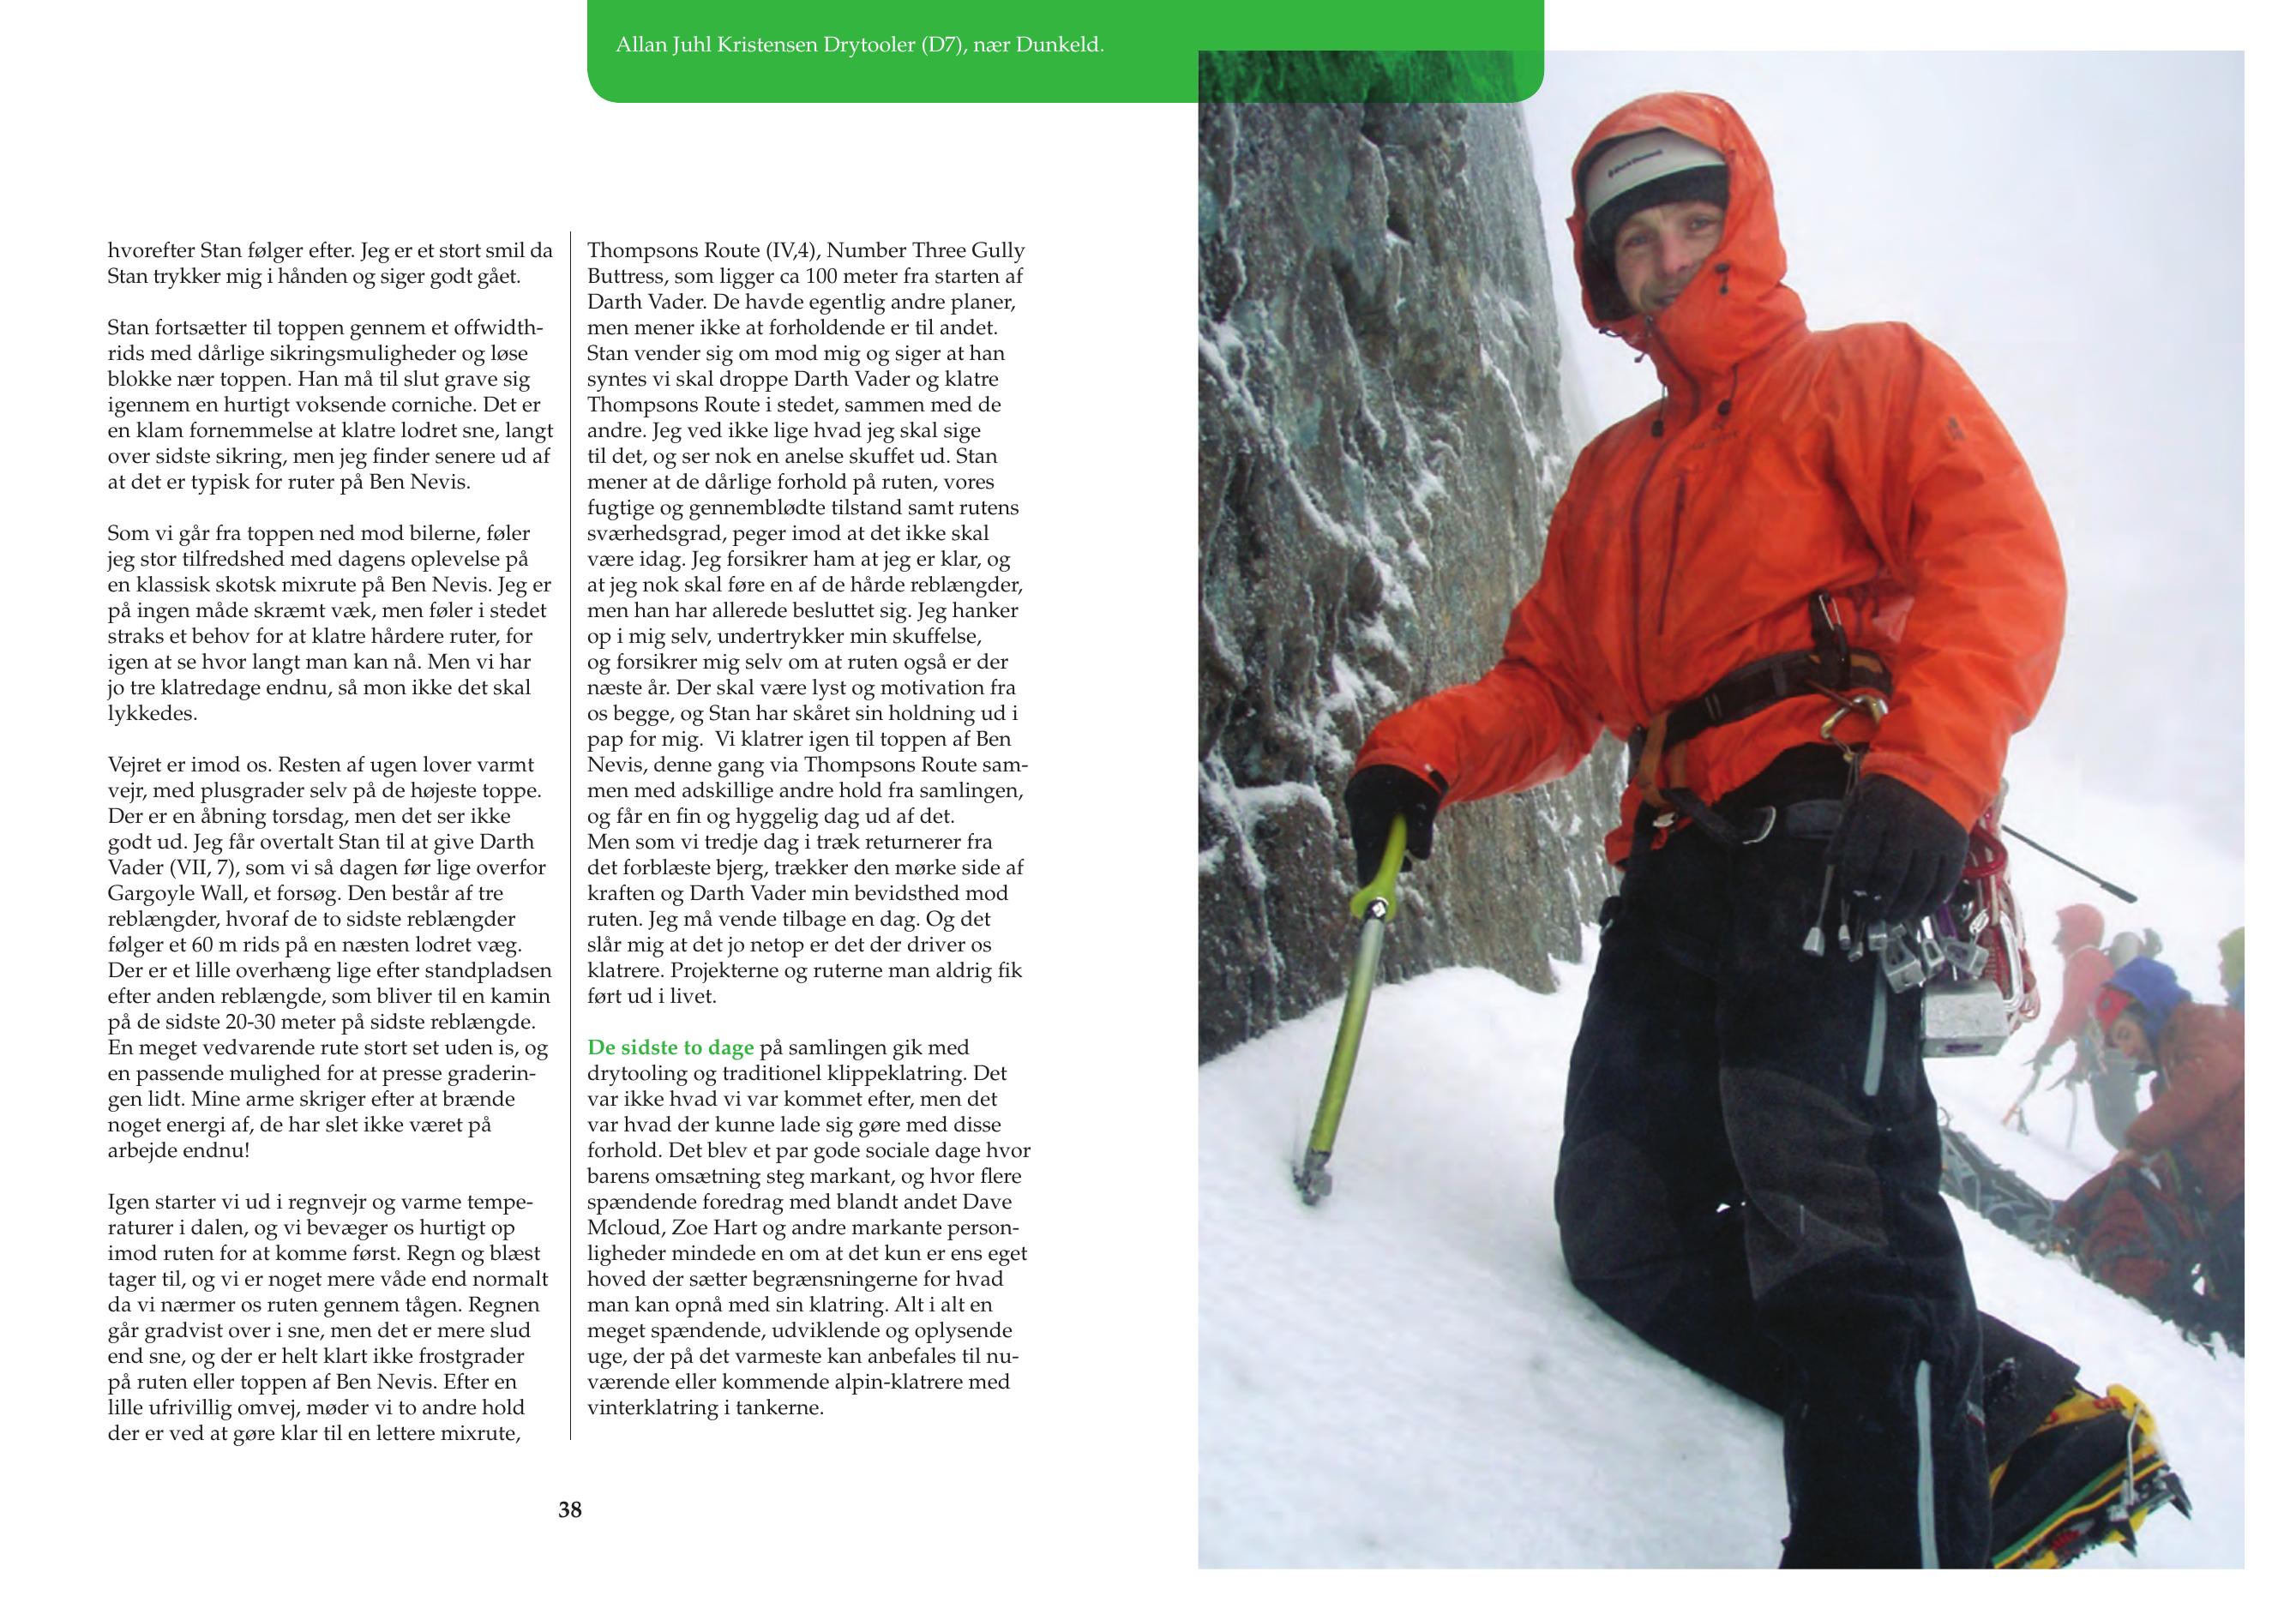 Allan Juhl Kristensen Drytooler (D7), nær Dunkeld.
hvorefter Stan følger efter. Jeg er et stort smil da
Stan trykker mig i hånden og siger godt gået.
Stan fortsætter til toppen gennem et offwidth-
rids med dårlige sikringsmuligheder og løse
blokke nær toppen. Han må til slut grave sig
igennem en hurtigt voksende corniche. Det er
en klam fornemmelse at klatre lodret sne, langt
over sidste sikring, men jeg finder senere ud af
at det er typisk for ruter på Ben Nevis.
Som vi går fra toppen ned mod bilerne, føler
jeg stor tilfredshed med dagens oplevelse på
en klassisk skotsk mixrute på Ben Nevis. Jeg er
på ingen måde skræmt væk, men føler i stedet
straks et behov for at klatre hårdere ruter, for
igen at se hvor langt man kan nå. Men vi har
jo tre klatredage endnu, så mon ikke det skal
lykkedes.
Vejret er imod os. Resten af ugen lover varmt
vejr, med plusgrader selv på de højeste toppe.
Der er en åbning torsdag, men det ser ikke
godt ud. Jeg får overtalt Stan til at give Darth
Vader (VII, 7), som vi så dagen før lige overfor
Gargoyle Wall, et forsøg. Den består af tre
reblængder, hvoraf de to sidste reblængder
følger et 60 m rids på en næsten lodret væg.
Der er et lille overhæng lige efter standpladsen
efter anden reblængde, som bliver til en kamin
på de sidste 20-30 meter på sidste reblængde.
En meget vedvarende rute stort set uden is, og
en passende mulighed for at presse graderin-
gen lidt. Mine arme skriger efter at brænde
noget energi af, de har slet ikke været på
arbejde endnu!
Igen starter vi ud i regnvejr og varme tempe-
raturer i dalen, og vi bevæger os hurtigt op
imod ruten for at komme først. Regn og blæst
tager til, og vi er noget mere våde end normalt
da vi nærmer os ruten gennem tågen. Regnen
går gradvist over i sne, men det er mere slud
end sne, og der er helt klart ikke frostgrader
på ruten eller toppen af Ben Nevis. Efter en
lille ufrivillig omvej, møder vi to andre hold
der er ved at gøre klar til en lettere mixrute,
Thompsons Route (IV,4), Number Three Gully
Buttress, som ligger ca 100 meter fra starten af
Darth Vader. De havde egentlig andre planer,
men mener ikke at forholdende er til andet.
Stan vender sig om mod mig og siger at han
syntes vi skal droppe Darth Vader og klatre
Thompsons Route i stedet, sammen med de
andre. Jeg ved ikke lige hvad jeg skal sige
til det, og ser nok en anelse skuffet ud. Stan
mener at de dårlige forhold på ruten, vores
fugtige og gennemblødte tilstand samt rutens
sværhedsgrad, peger imod at det ikke skal
være idag. Jeg forsikrer ham at jeg er klar, og
at jeg nok skal føre en af de hårde reblængder,
men han har allerede besluttet sig. Jeg hanker
op i mig selv, undertrykker min skuffelse,
og forsikrer mig selv om at ruten også er der
næste år. Der skal være lyst og motivation fra
os begge, og Stan har skåret sin holdning ud i
pap for mig.  Vi klatrer igen til toppen af Ben
Nevis, denne gang via Thompsons Route sam-
men med adskillige andre hold fra samlingen,
og får en fin og hyggelig dag ud af det.
Men som vi tredje dag i træk returnerer fra
det forblæste bjerg, trækker den mørke side af
kraften og Darth Vader min bevidsthed mod
ruten. Jeg må vende tilbage en dag. Og det
slår mig at det jo netop er det der driver os
klatrere. Projekterne og ruterne man aldrig fik
ført ud i livet.
De sidste to dage på samlingen gik med
drytooling og traditionel klippeklatring. Det
var ikke hvad vi var kommet efter, men det
var hvad der kunne lade sig gøre med disse
forhold. Det blev et par gode sociale dage hvor
barens omsætning steg markant, og hvor flere
spændende foredrag med blandt andet Dave
Mcloud, Zoe Hart og andre markante person-
ligheder mindede en om at det kun er ens eget
hoved der sætter begrænsningerne for hvad
man kan opnå med sin klatring. Alt i alt en
meget spændende, udviklende og oplysende
uge, der på det varmeste kan anbefales til nu-
værende eller kommende alpin-klatrere med
vinterklatring i tankerne.
38
Black Diamond